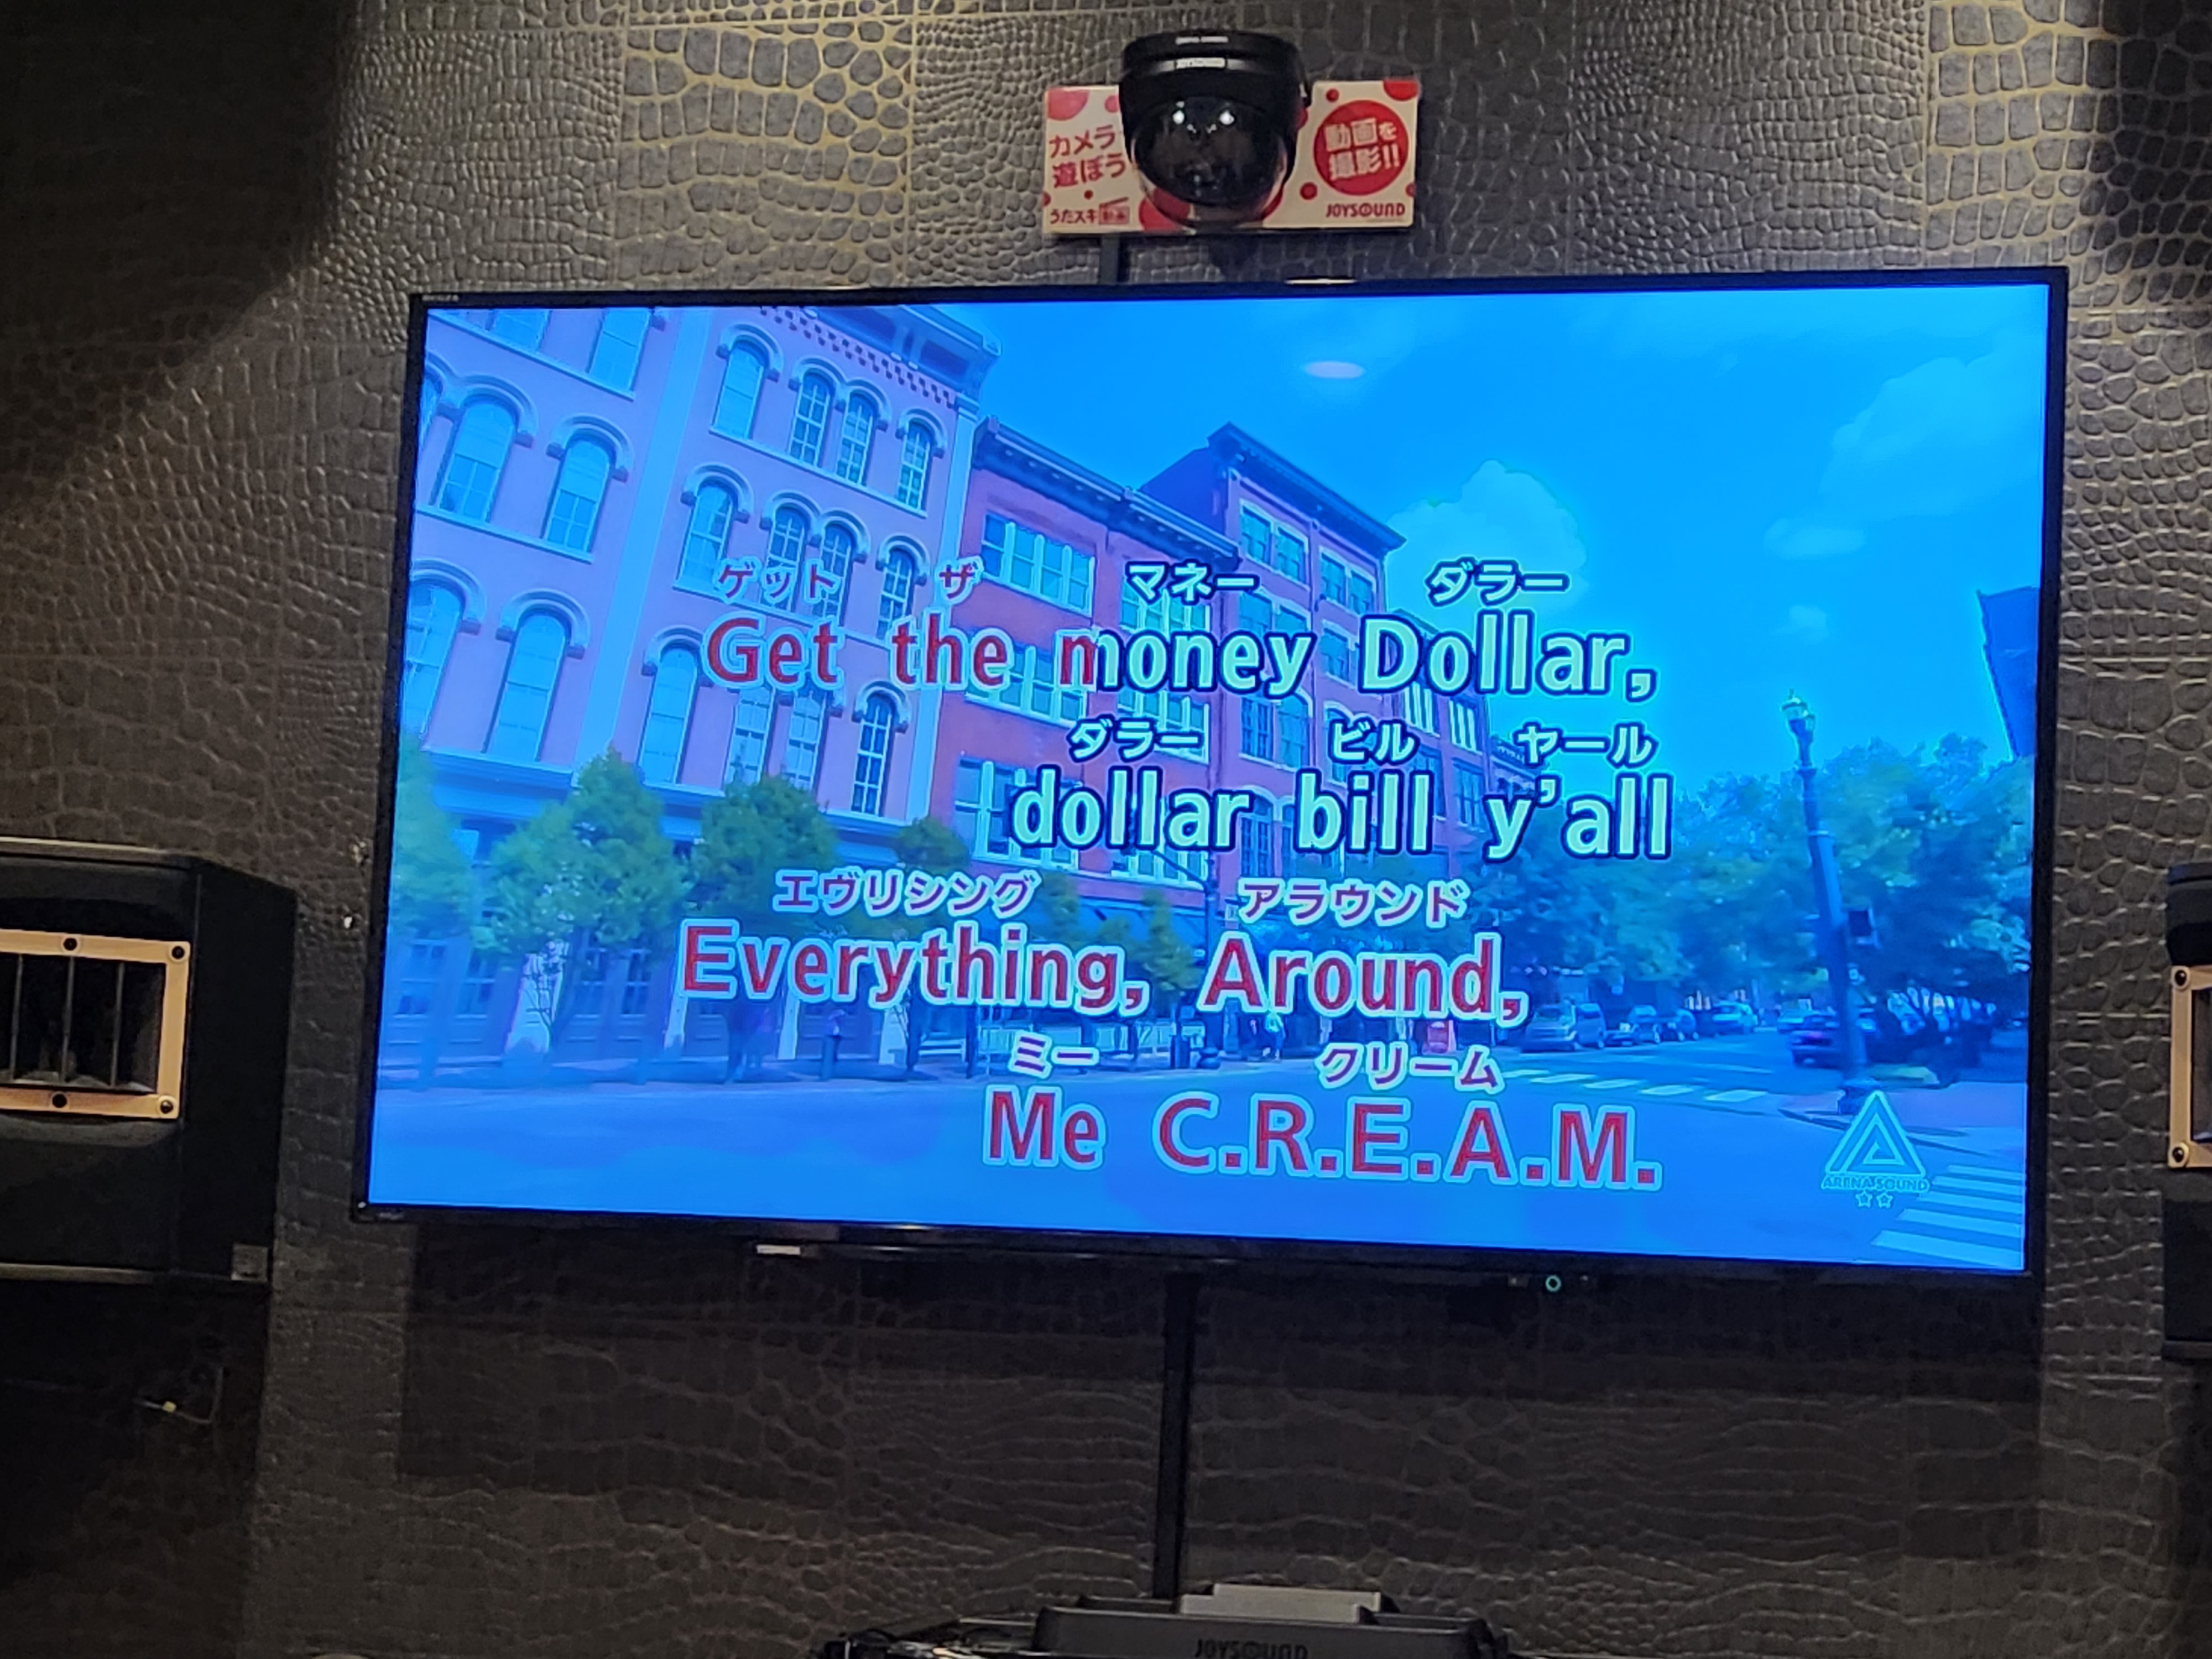 JOYSOUND
カメラ
遊ぼう
うたスキ動画
動画を
撮影!!
JOYSOUND
ゲット ザ マネー ダラー
Get the money Dollar,
ダラー ビル ヤール
dollar bill y'all
エヴリシング アラウンド
Everything, Around,
ミー クリーム
Me C.R.E.A.M.
ARENA SOUND
JOYSOUND